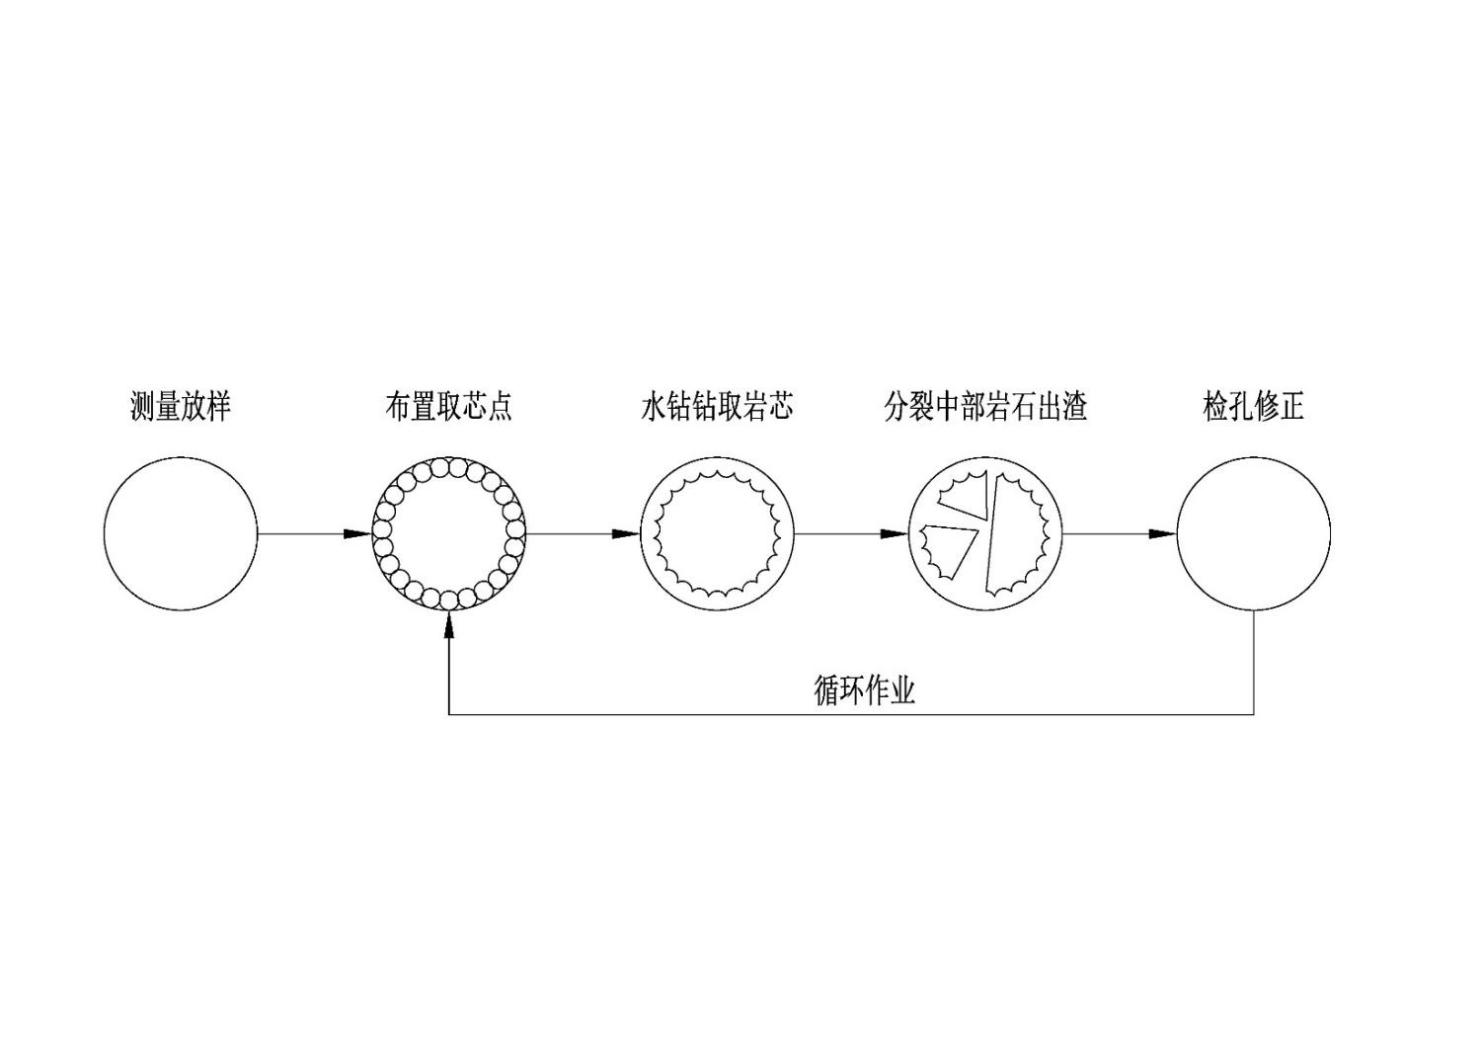 测量放样
布置取芯点
水钻钻取岩芯
分裂中部岩石出渣
检孔修正
循环作业